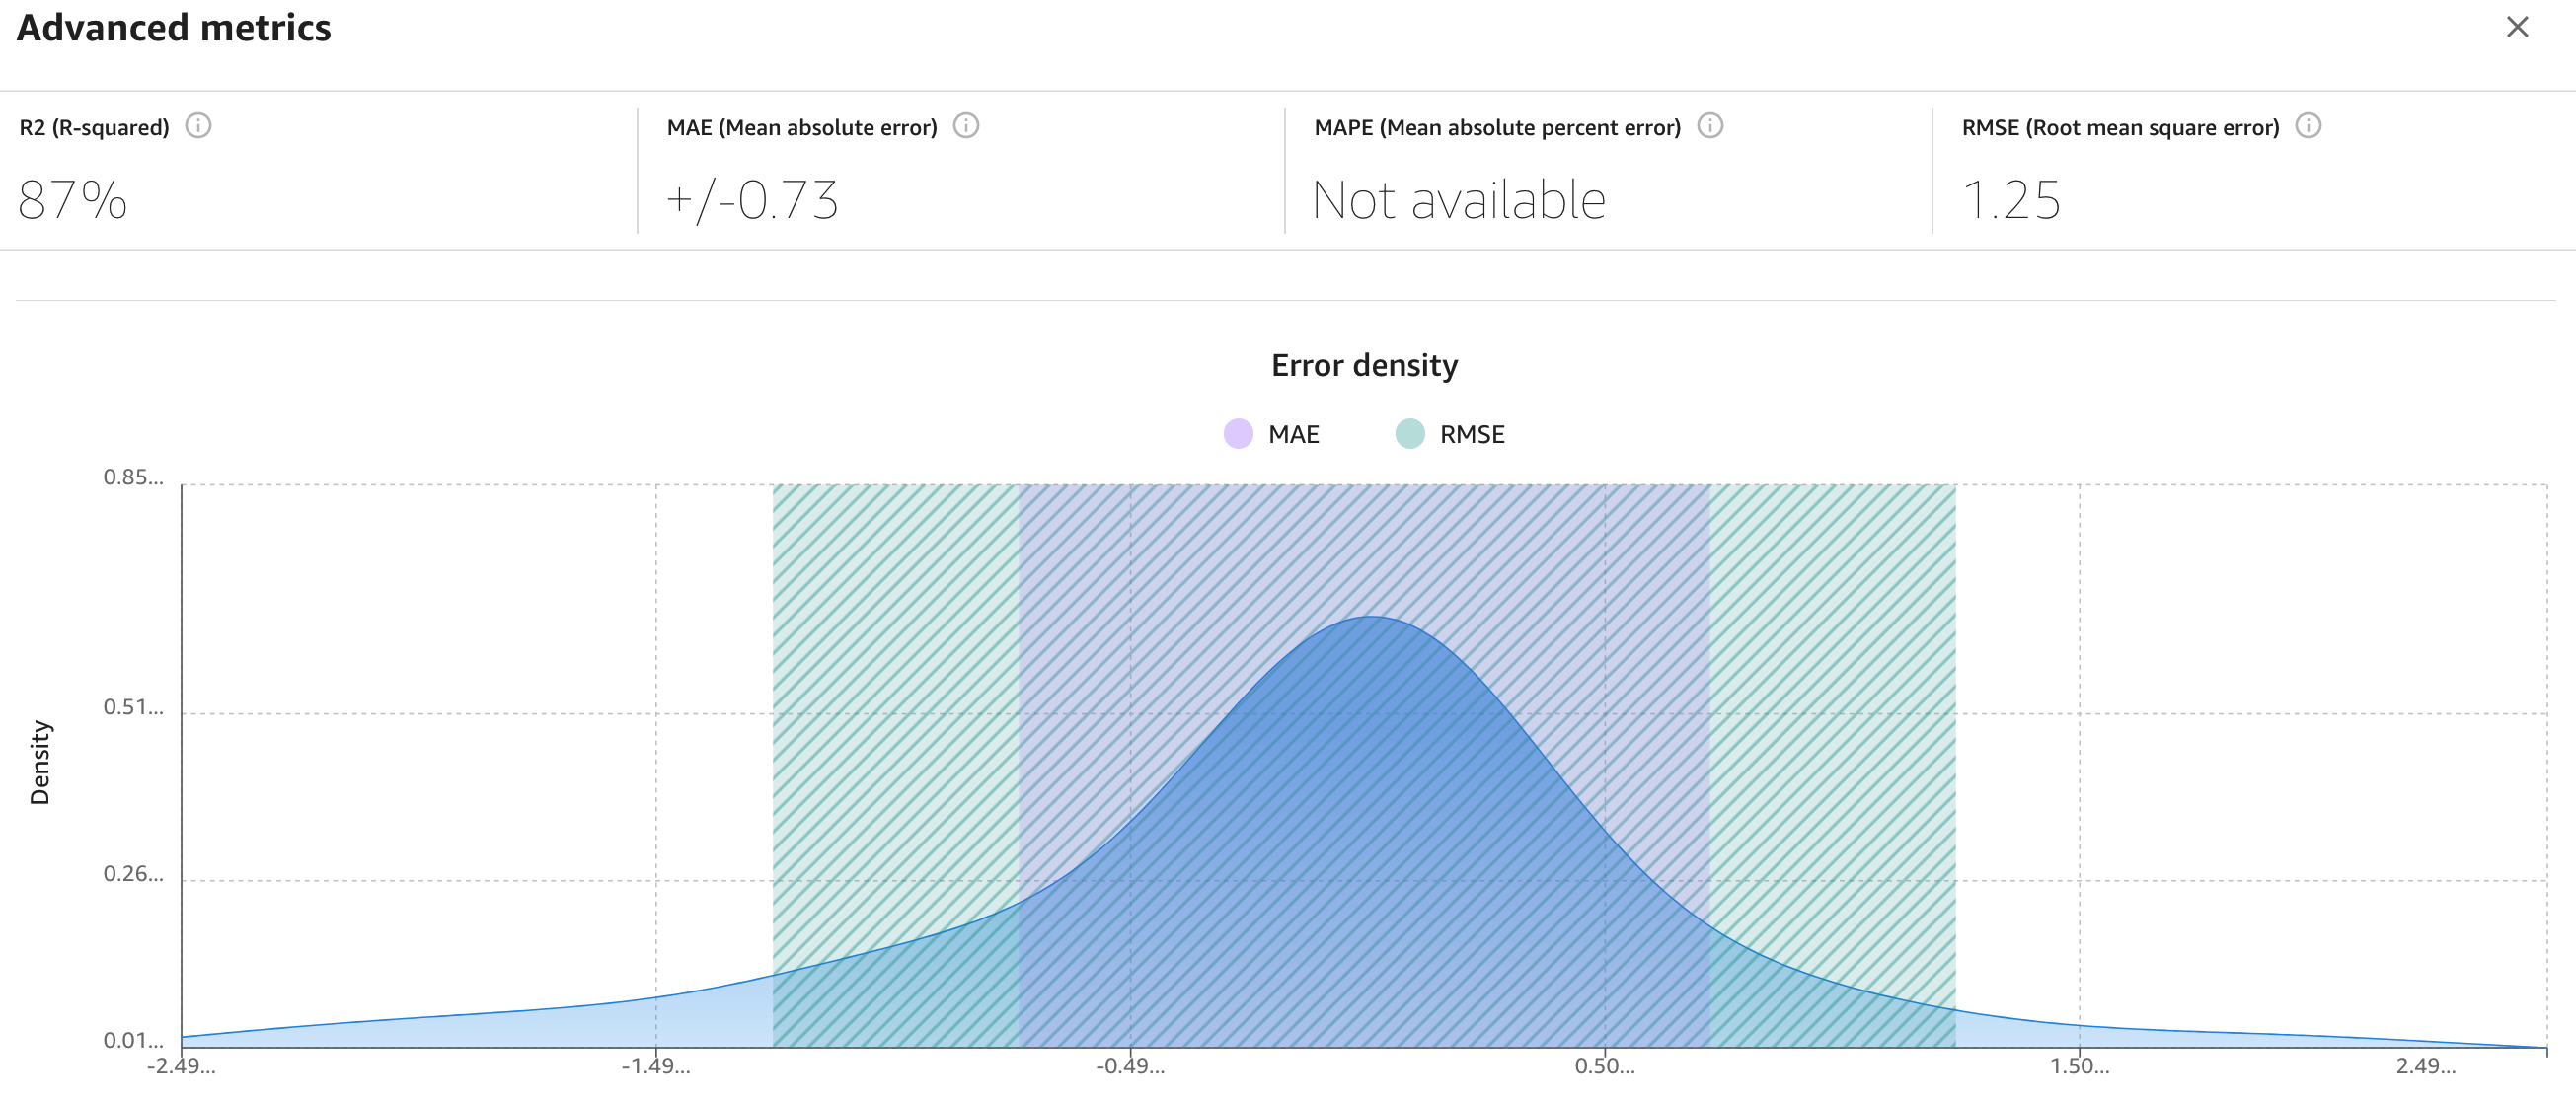 Advanced metrics
R2 (R-squared)
87%
MAE (Mean absolute error)
+/-0.73
MAPE (Mean absolute percent error)
Not available
RMSE (Root mean square error)
1.25
Error density
MAE
RMSE
0.85...
0.51...
0.26...
0.01...
Density
-2.49...
-1.49...
-0.49...
0.50...
1.50...
2.49...